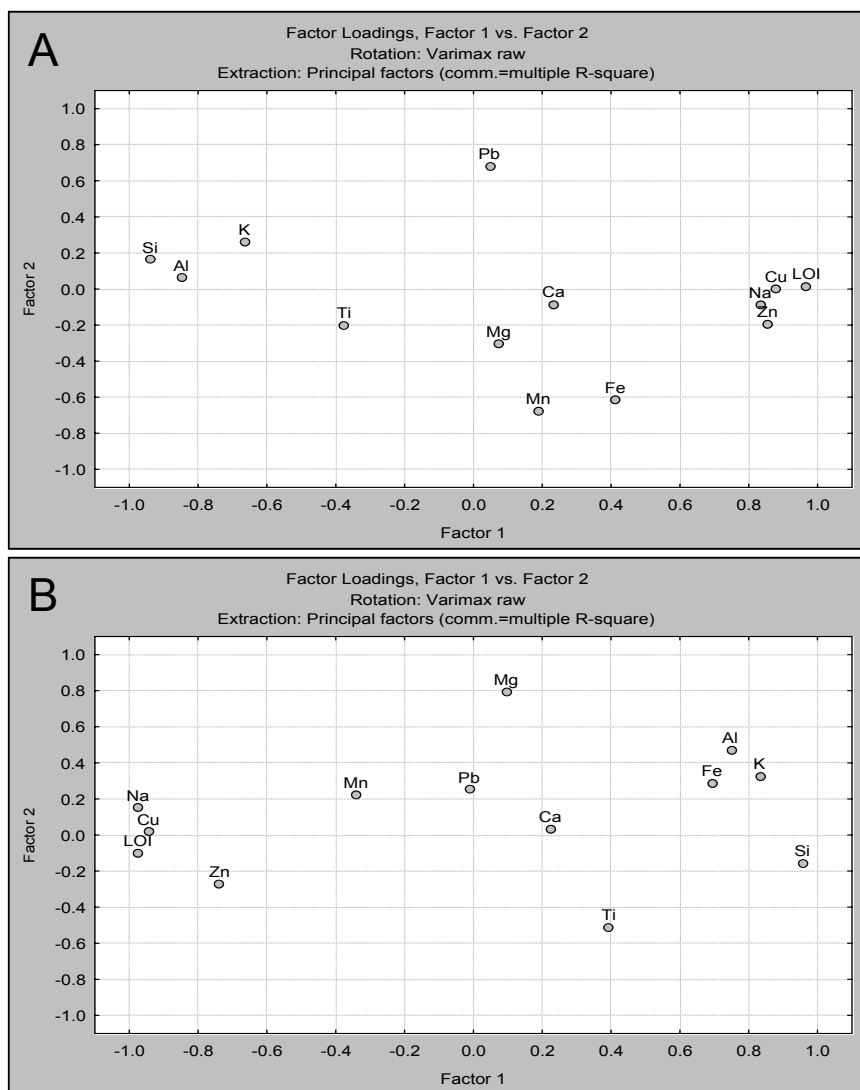 A
Factor Loadings, Factor 1 vs. Factor 2
Rotation: Varimax raw
Extraction: Principal factors (comm.=multiple R-square)
1.0
0.8
Pb
0.6
0.4
K
0.2
Si
Al
Cu
LOI
0.0
Ca
Na
-0.2
Ti
Zn
Mg
-0.4
Fe
-0.6
Mn
-0.8
-1.0
Factor 2
-1.0 -0.8 -0.6 -0.4 -0.2 0.0 0.2 0.4 0.6 0.8 1.0
Factor 1
B
Factor Loadings, Factor 1 vs. Factor 2
Rotation: Varimax raw
Extraction: Principal factors (comm.=multiple R-square)
1.0
Mg
0.8
0.6
Al
0.4
K
Fe
Mn
Pb
0.2
Na
Cu
Ca
0.0
LOI
Si
-0.2
Zn
-0.4
Ti
-0.6
-0.8
-1.0
Factor 2
-1.0 -0.8 -0.6 -0.4 -0.2 0.0 0.2 0.4 0.6 0.8 1.0
Factor 1